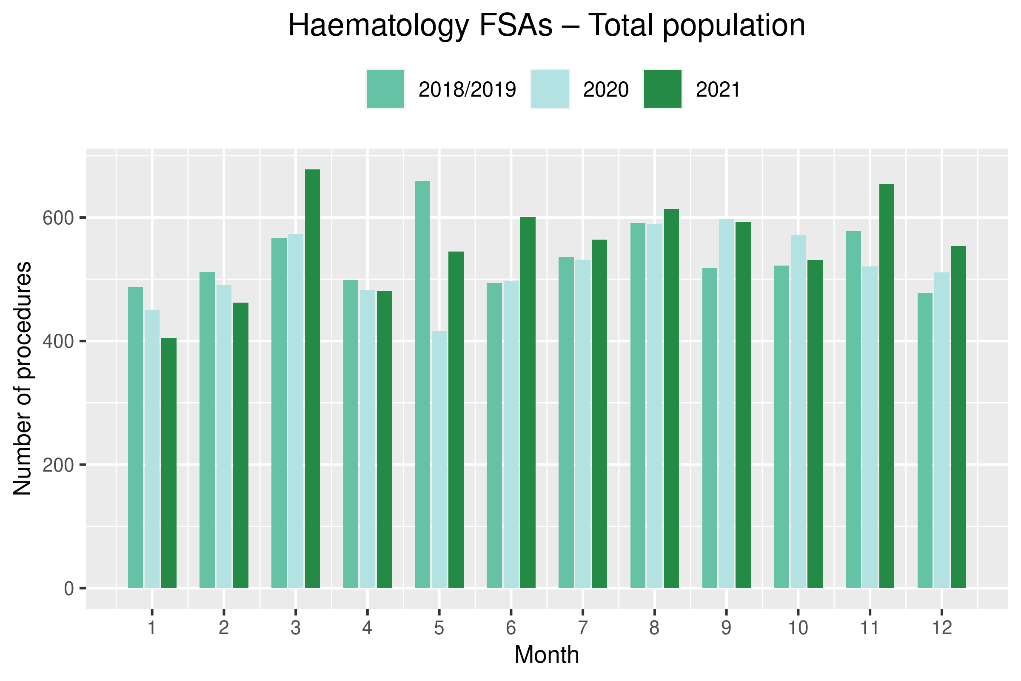 Haematology FSAs – Total population
2018/2019 2020 2021
Number of procedures
600
400
200
0
1 2 3 4 5 6 7 8 9 10 11 12
Month